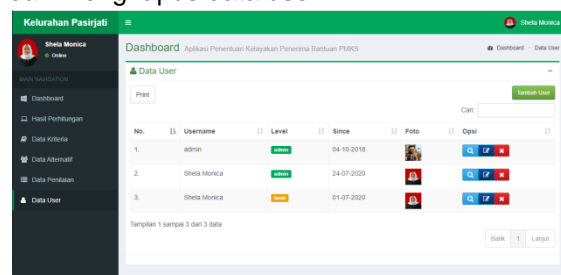 Kelurahan Pasirjati
Shela Monica
Shela Monica
Online
Dashboard Aplikasi Penentuan Kelayakan Penerima Bantuan PMKS
Dashboard Data User
MAIN NAVIGATION
Dashboard
Hasil Perhitungan
Data Kriteria
Data Alternatif
Data Penilaian
Data User
Data User
Print
Tambah User
Cari:
No. Username Level Since Foto Opsi
1. admin admin 04-10-2018
2. Shela Monica admin 24-07-2020
3. Shela Monica 01-07-2020
Tampilan 1 sampai 3 dari 3 data
Balik 1 Lanjut